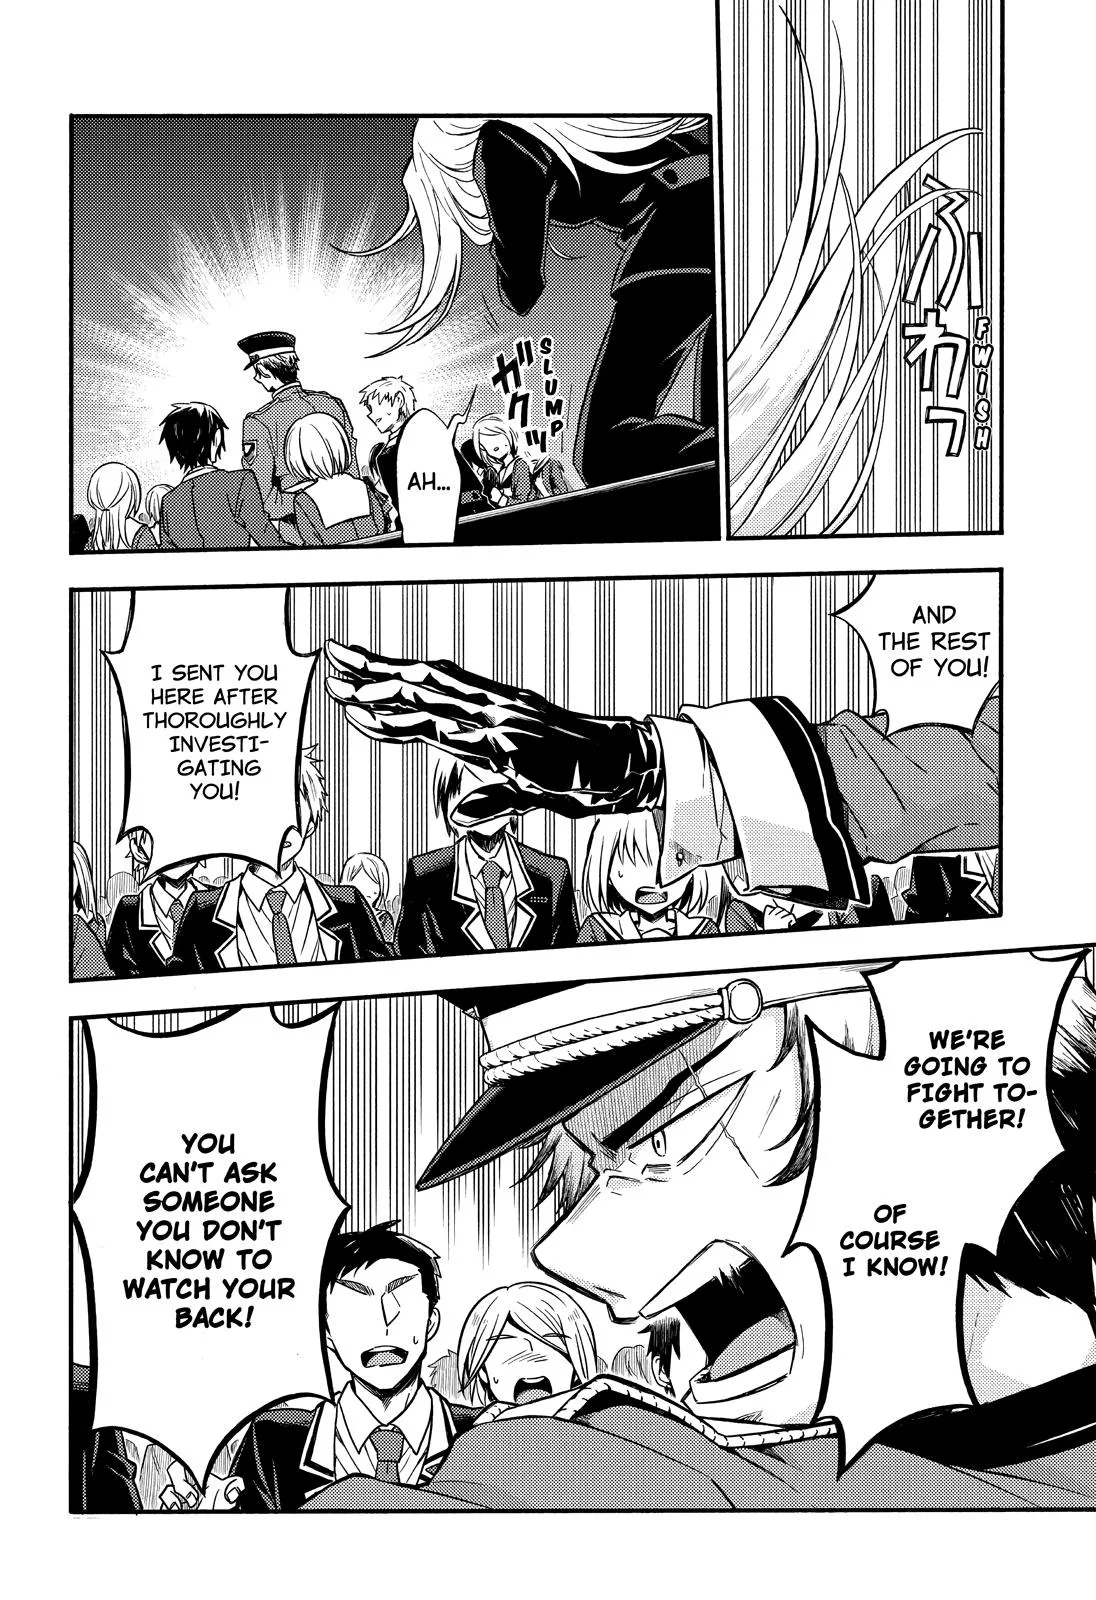 ふわっ
FWISH
ガクッ
SLUMP
AH...
AND
THE REST
OF YOU!
I SENT YOU
HERE AFTER
THOROUGHLY
INVESTI-
GATING
YOU!
WE'RE
GOING TO
FIGHT TO-
GETHER!
OF
COURSE
I KNOW!
YOU
CAN'T ASK
SOMEONE
YOU DON'T
KNOW TO
WATCH YOUR
BACK!